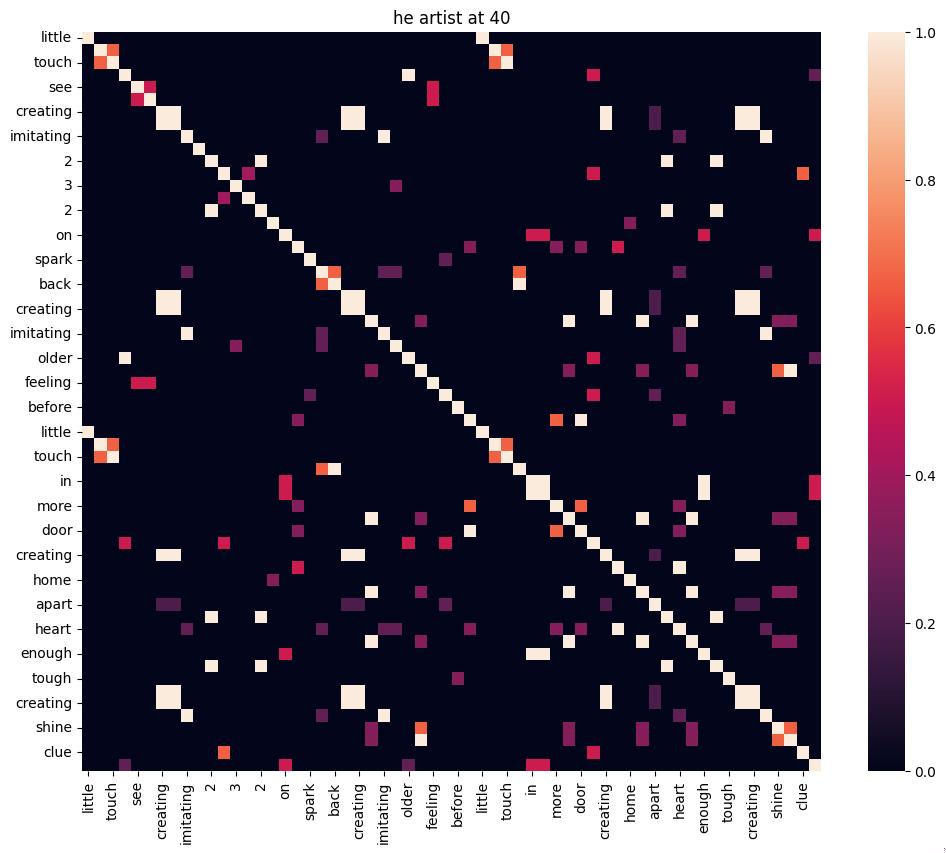 he artist at 40
little
touch
see
creating
imitating
2
3
2
on
spark
back
creating
imitating
older
feeling
before
little
touch
in
more
door
creating
home
apart
heart
enough
tough
creating
shine
clue
little
touch
see
creating
imitating
2
3
2
on
spark
back
creating
imitating
older
feeling
before
little
touch
in
more
door
creating
home
apart
heart
enough
tough
creating
shine
clue
1.0
0.8
0.6
0.4
0.2
0.0